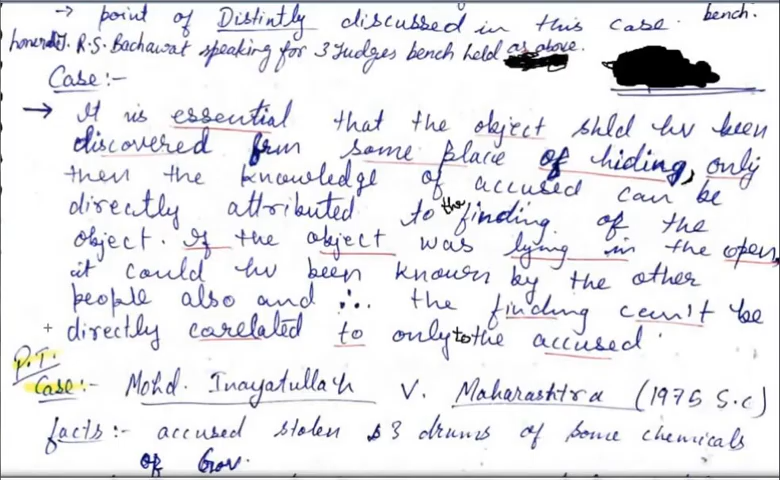 → point of Distintly discussed in this case. bench.
honer J. R.S. Bachawat speaking for 3 Judges bench held as above.
Case:-
→ It is essential that the object shld hv been
discovered frm some place of hiding, only
then the knowledge of accused can be
directly attributed to the finding of the
object. If the object was lying in the open,
it could hv been known by the other
people also and ∴ the finding can't be
directly carelated to only to the accused.
P.T.
Case:- Mohd. Inayatullah V. Maharashtra (1975 S.C)
facts:- accused stolen 3 drums of some chemicals
of Gov.